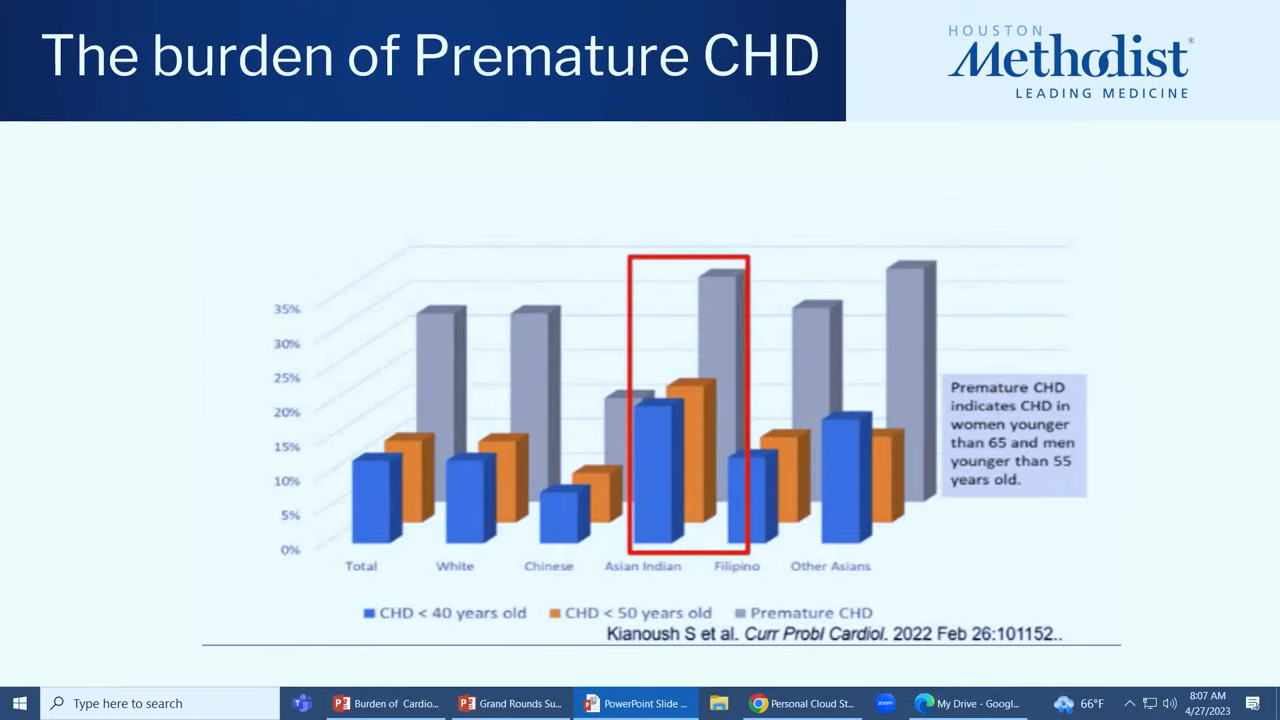 The burden of Premature CHD
HOUSTON
Methodist
LEADING MEDICINE
35%
30%
25%
20%
15%
10%
5%
0%
Premature CHD
indicates CHD in
women younger
than 65 and men
younger than 55
years old.
Total White Chinese Asian Indian Filipino Other Asians
CHD < 40 years old CHD < 50 years old Premature CHD
Kianoush S et al. Curr Probl Cardiol. 2022 Feb 26:101152..
Type here to search
Burden of Cardio...
Grand Rounds Su...
PowerPoint Slide ...
Personal Cloud St...
zoom
My Drive - Googl...
66°F
8:07 AM
4/27/2023